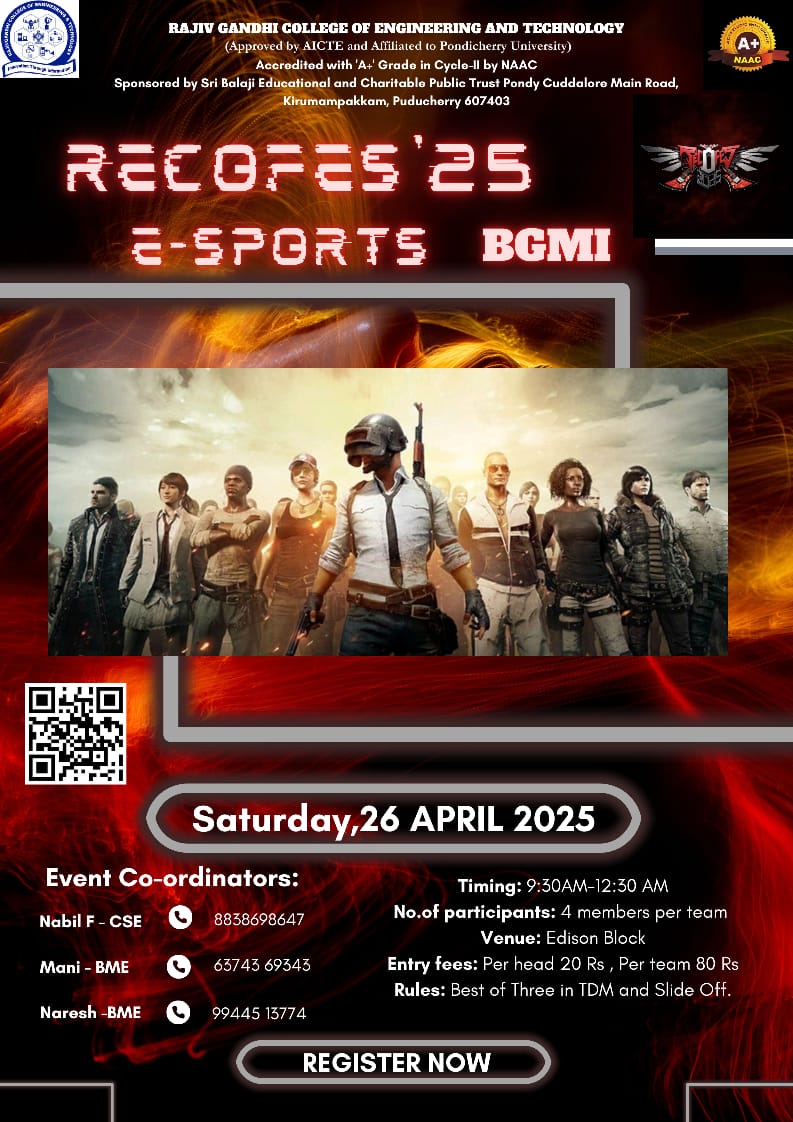 RAJIV GANDHI COLLEGE OF ENGINEERING AND TECHNOLOGY
(Approved by AICTE and Affiliated to Pondicherry University)
Accredited with 'A+' Grade in Cycle-II by NAAC
Sponsored by Sri Balaji Educational and Charitable Public Trust Pondy Cuddalore Main Road,
Kirumampakkam, Puducherry 607403
A+
NAAC
RECOFES'25
E-SPORTS BGMI
RECOFES
2025
Saturday,26 APRIL 2025
Event Co-ordinators:
Nabil F - CSE 8838698647
Mani - BME 63743 69343
Naresh -BME 99445 13774
Timing: 9:30AM-12:30 AM
No.of participants: 4 members per team
Venue: Edison Block
Entry fees: Per head 20 Rs , Per team 80 Rs
Rules: Best of Three in TDM and Slide Off.
REGISTER NOW